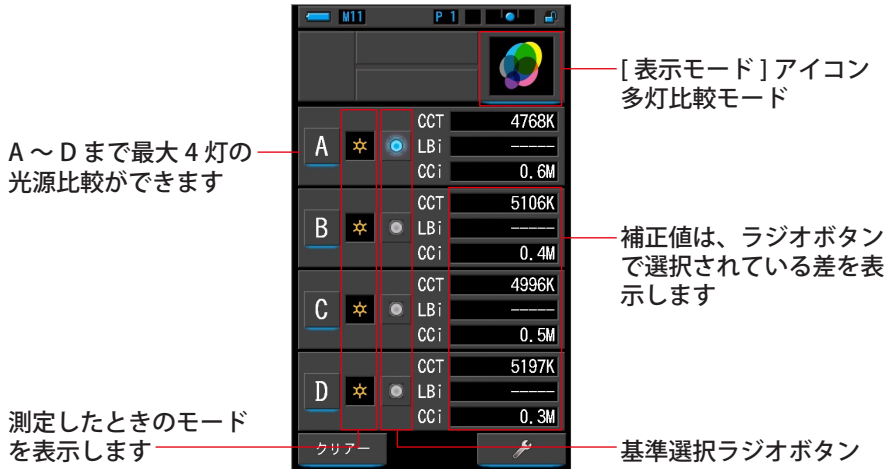 M11 P 1
[ 表示モード ] アイコン
多灯比較モード
A ～ D まで最大 4 灯の
光源比較ができます
A
CCT 4768K
LBi -----
CCi 0.6M
B
CCT 5106K
LBi -----
CCi 0.4M
補正値は、ラジオボタン
で選択されている差を表
示します
C
CCT 4996K
LBi -----
CCi 0.5M
D
CCT 5197K
LBi -----
CCi 0.3M
測定したときのモード
を表示します
クリアー
基準選択ラジオボタン